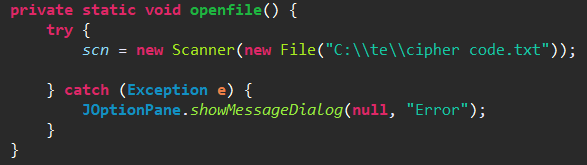 private static void openfile() {
    try {
        scn = new Scanner(new File("C:\\te\\cipher code.txt"));

    } catch (Exception e) {
        JOptionPane.showMessageDialog(null, "Error");
    }
}